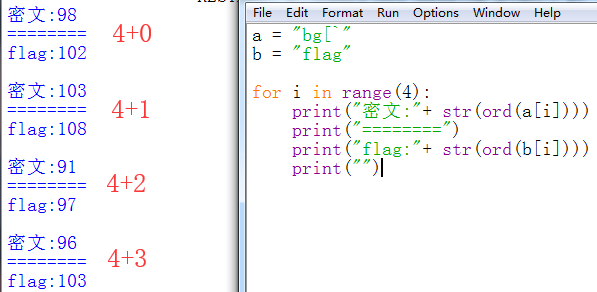 密文:98
========
flag:102
4+0
密文:103
========
flag:108
4+1
密文:91
========
flag:97
4+2
密文:96
========
flag:103
4+3
File Edit Format Run Options Window Help
a = "bg[`"
b = "flag"
for i in range(4):
    print("密文:"+ str(ord(a[i])))
    print("========")
    print("flag:"+ str(ord(b[i])))
    print("")